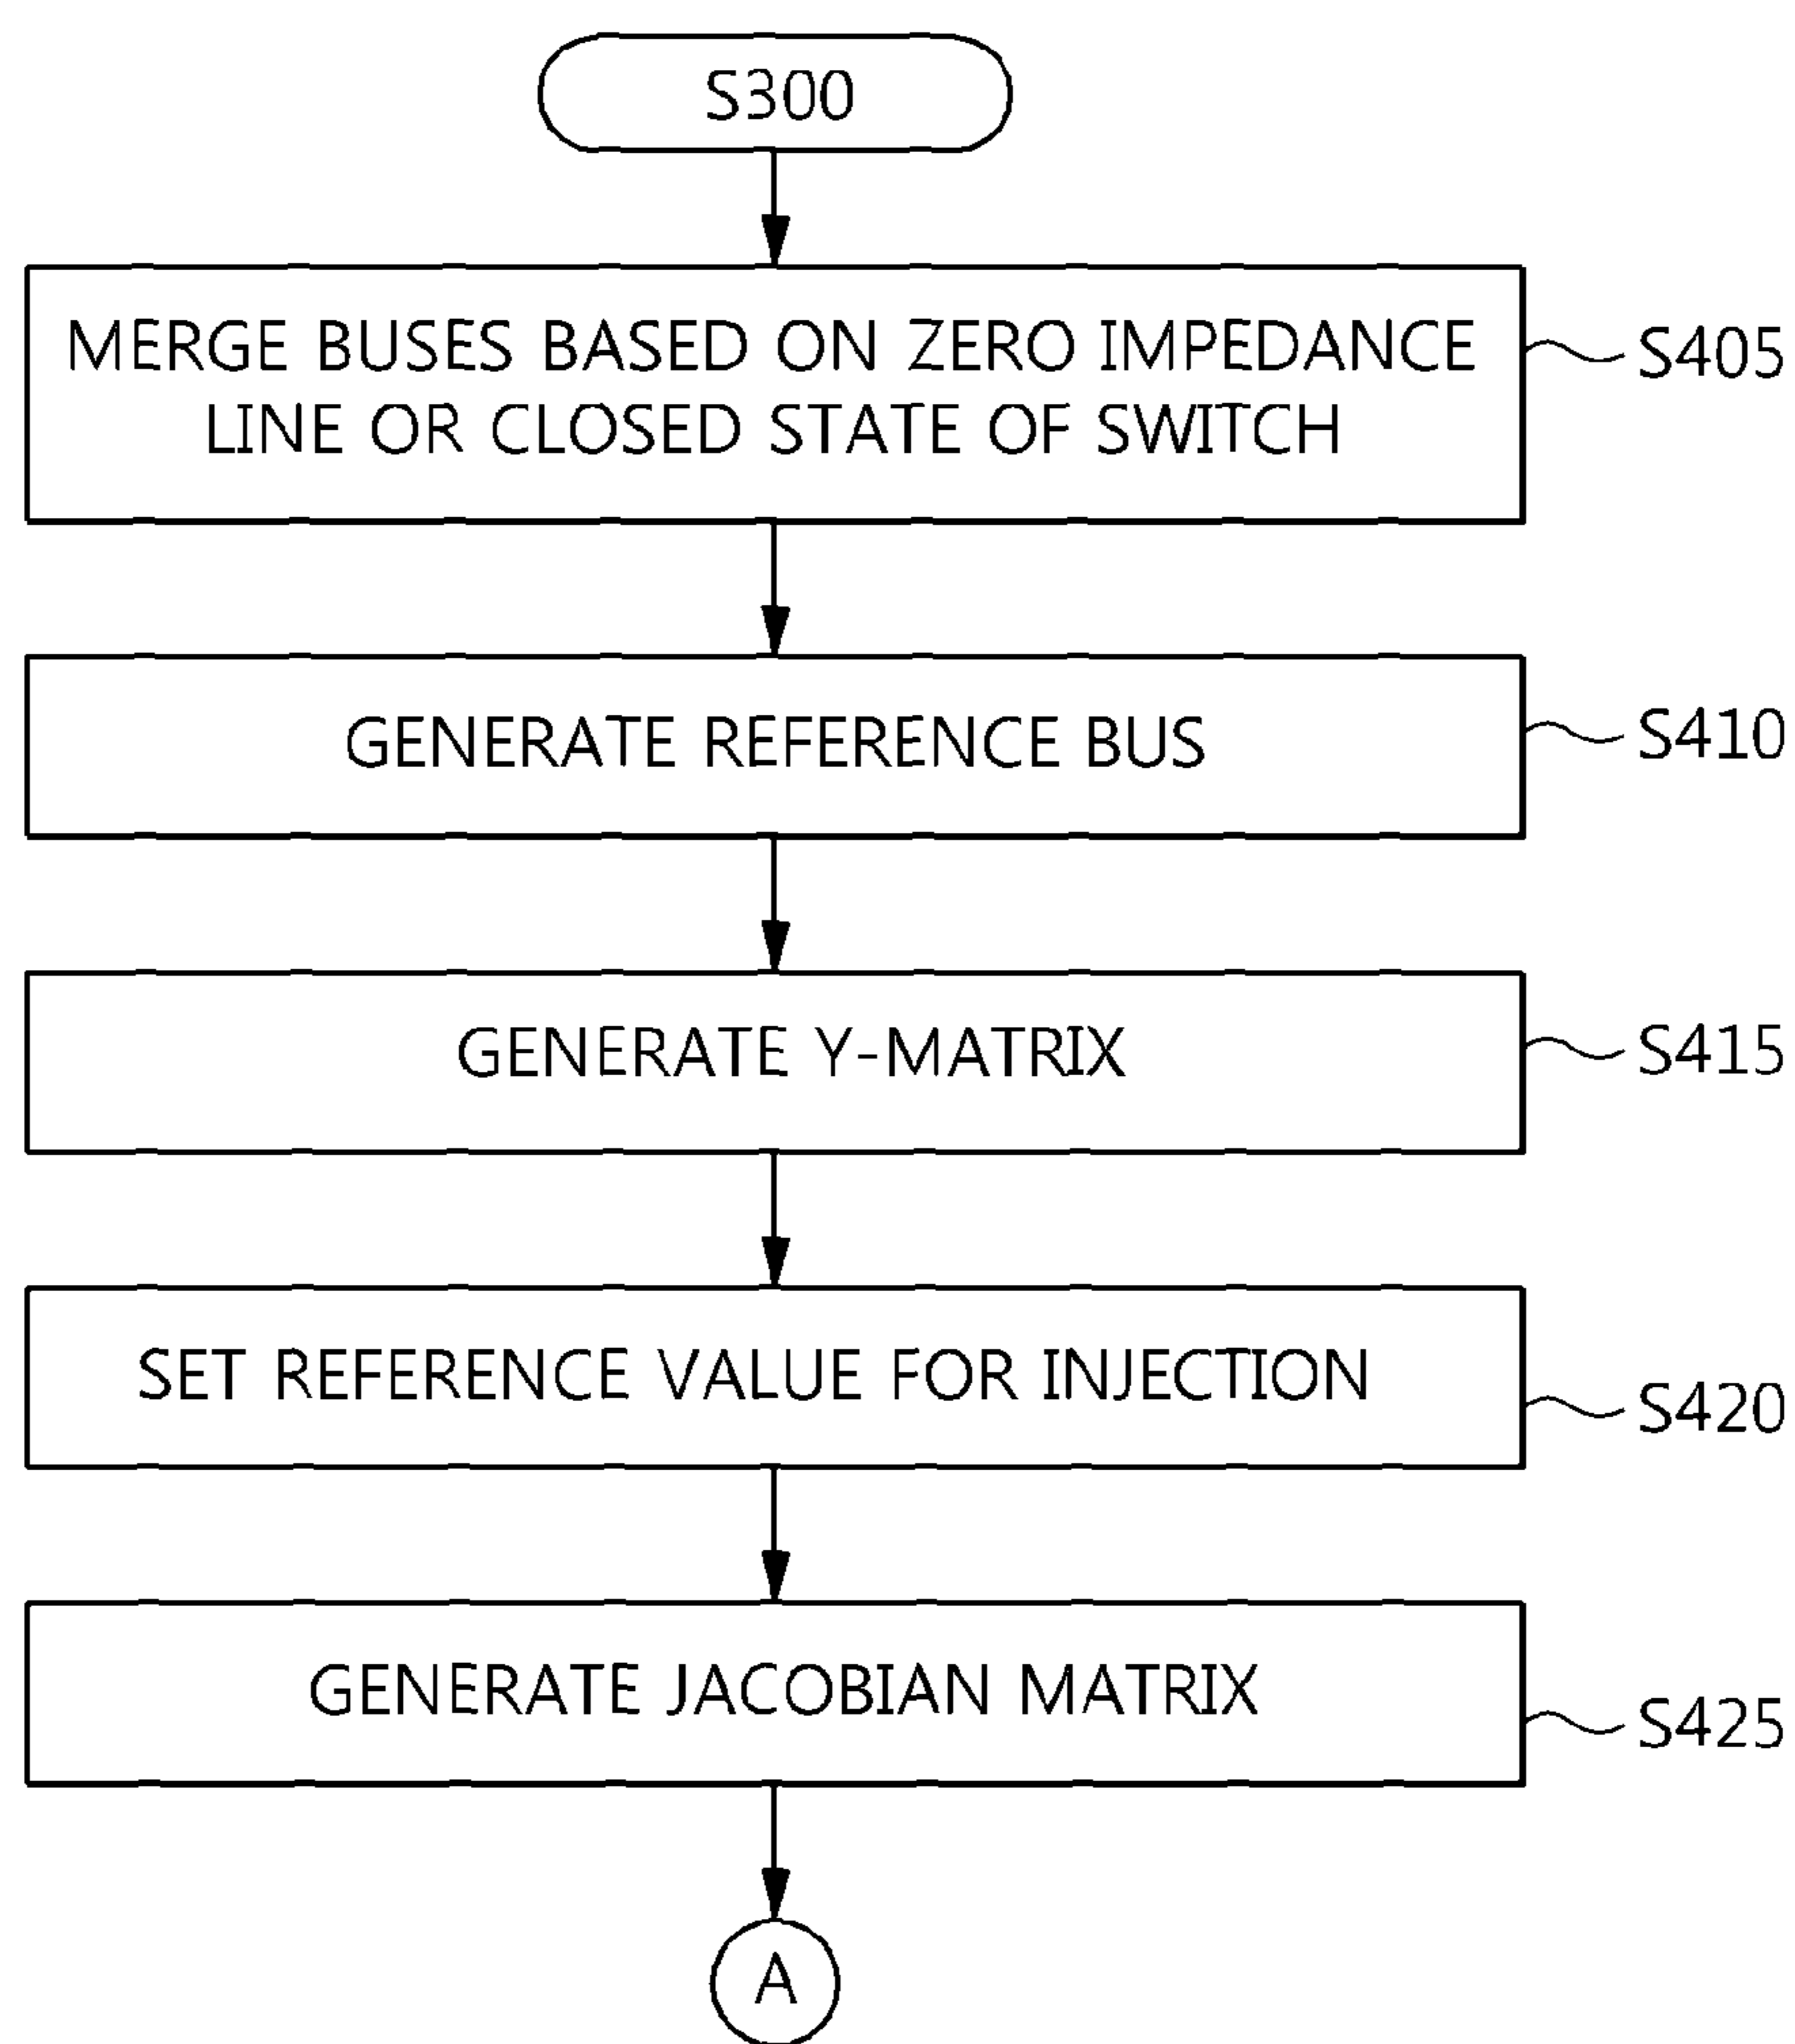 S300
MERGE BUSES BASED ON ZERO IMPEDANCE
LINE OR CLOSED STATE OF SWITCH
S405
GENERATE REFERENCE BUS
S410
GENERATE Y-MATRIX
S415
SET REFERENCE VALUE FOR INJECTION
S420
GENERATE JACOBIAN MATRIX
S425
A